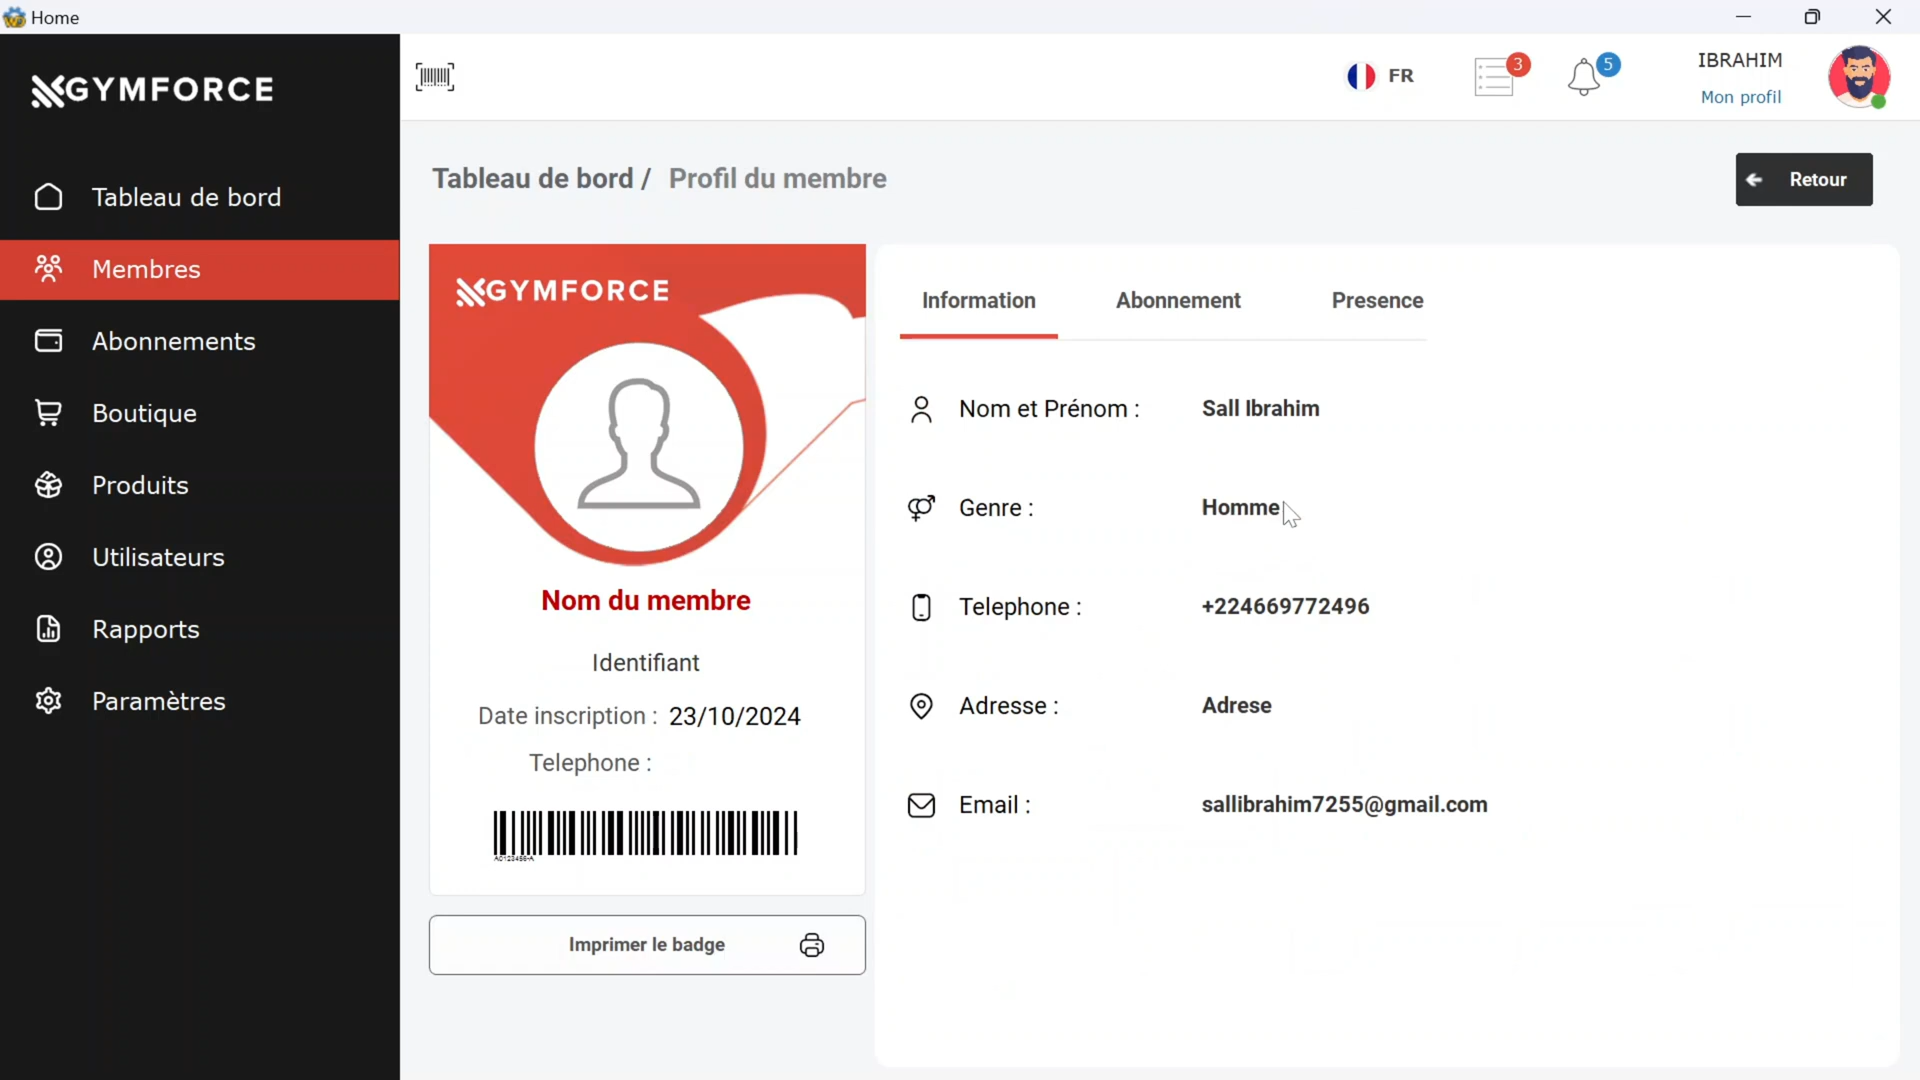 Home
GYMFORCE
FR
3
5
IBRAHIM
Mon profil
Tableau de bord
Membres
Abonnements
Boutique
Produits
Utilisateurs
Rapports
Paramètres
Tableau de bord / Profil du membre
Retour
GYMFORCE
Nom du membre
Identifiant
Date inscription : 23/10/2024
Telephone :
A0123456-A
Imprimer le badge
Information Abonnement Presence
Nom et Prénom : Sall Ibrahim
Genre : Homme
Telephone : +224669772496
Adresse : Adrese
Email : sallibrahim7255@gmail.com